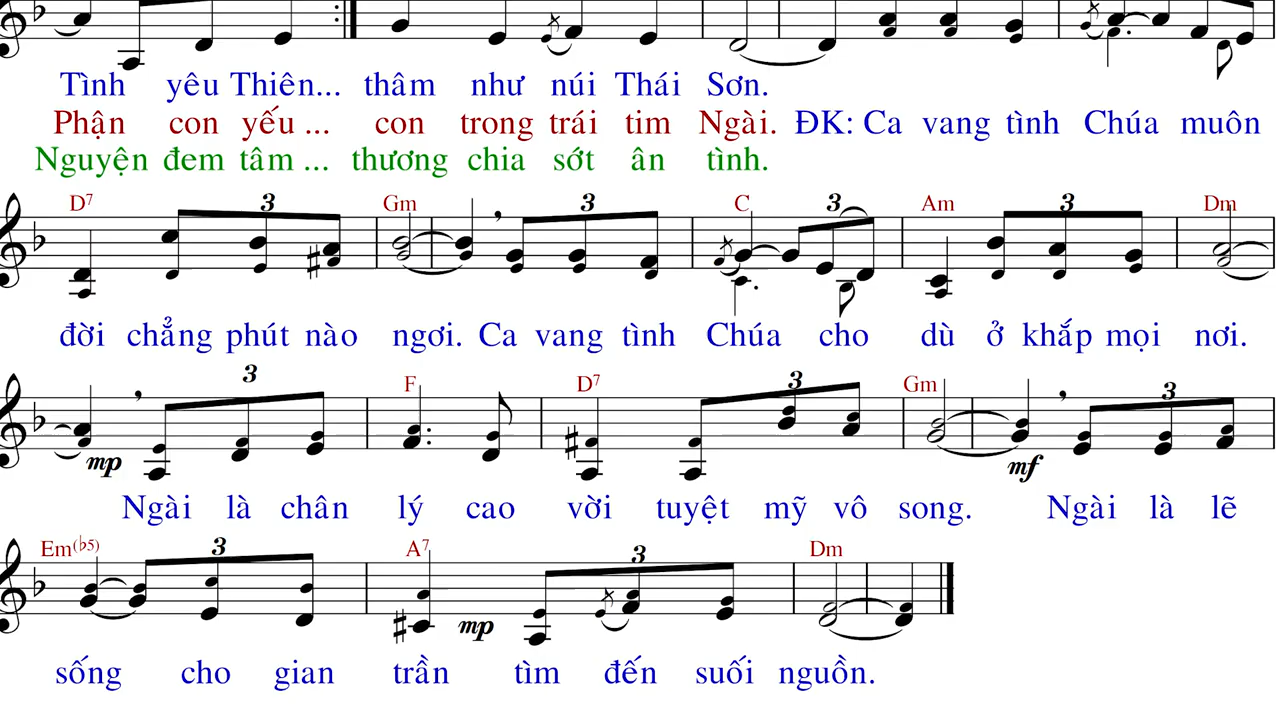 Tình yêu Thiên... thâm như núi Thái Sơn.
Phận con yếu ... con trong trái tim Ngài. ĐK: Ca vang tình Chúa muôn
Nguyện đem tâm ... thương chia sớt ân tình.
D7 3 Gm 3 C 3 Am 3 Dm
đời chẳng phút nào ngơi. Ca vang tình Chúa cho dù ở khắp mọi nơi.
3 F D7 3 Gm 3
mp mf
Ngài là chân lý cao vời tuyệt mỹ vô song. Ngài là lẽ
Em(♭5) 3 A7 3 Dm
mp
sống cho gian trần tìm đến suối nguồn.